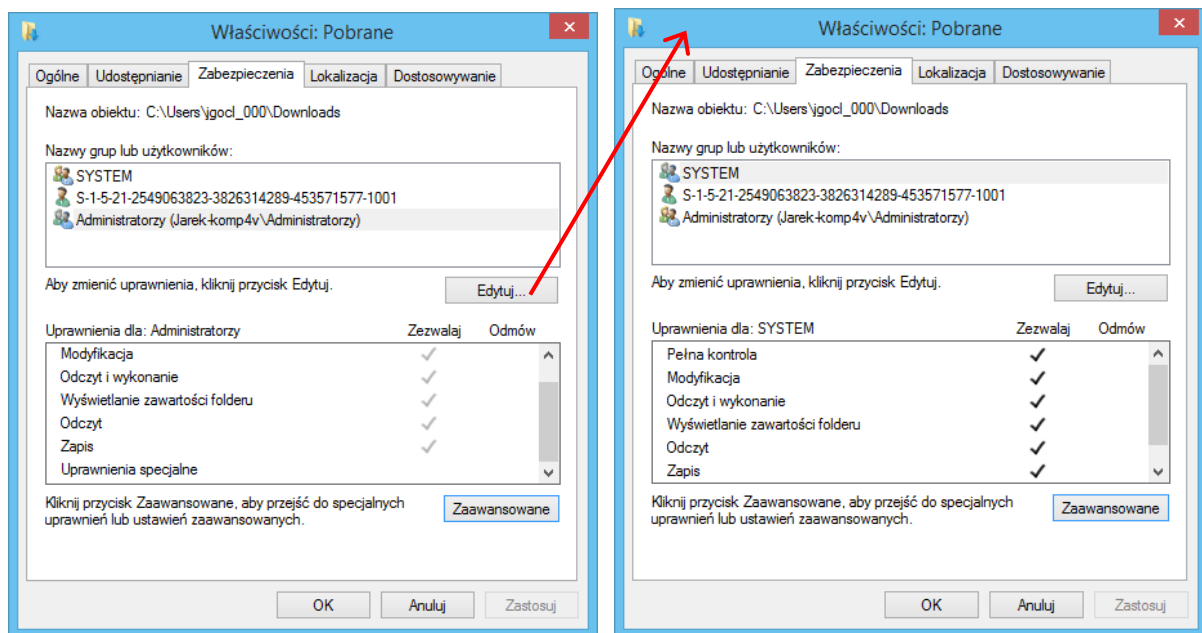 Właściwości: Pobrane
Ogólne Udostępnianie Zabezpieczenia Lokalizacja Dostosowywanie
Nazwa obiektu: C:\Users\jgocl_000\Downloads
Nazwy grup lub użytkowników:
SYSTEM
S-1-5-21-2549063823-3826314289-453571577-1001
Administratorzy (Jarek-komp4v\Administratorzy)
Aby zmienić uprawnienia, kliknij przycisk Edytuj.
Edytuj...
Uprawnienia dla: Administratorzy Zezwalaj Odmów
Modyfikacja
Odczyt i wykonanie
Wyświetlanie zawartości folderu
Odczyt
Zapis
Uprawnienia specjalne
Kliknij przycisk Zaawansowane, aby przejść do specjalnych
uprawnień lub ustawień zaawansowanych.
Zaawansowane
OK Anuluj Zastosuj
Właściwości: Pobrane
Ogólne Udostępnianie Zabezpieczenia Lokalizacja Dostosowywanie
Nazwa obiektu: C:\Users\jgocl_000\Downloads
Nazwy grup lub użytkowników:
SYSTEM
S-1-5-21-2549063823-3826314289-453571577-1001
Administratorzy (Jarek-komp4v\Administratorzy)
Aby zmienić uprawnienia, kliknij przycisk Edytuj.
Edytuj...
Uprawnienia dla: SYSTEM Zezwalaj Odmów
Pełna kontrola
Modyfikacja
Odczyt i wykonanie
Wyświetlanie zawartości folderu
Odczyt
Zapis
Kliknij przycisk Zaawansowane, aby przejść do specjalnych
uprawnień lub ustawień zaawansowanych.
Zaawansowane
OK Anuluj Zastosuj